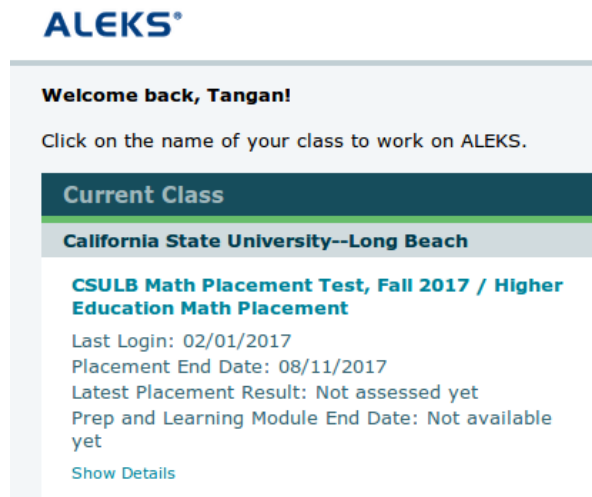 ALEKS®
Welcome back, Tangan!
Click on the name of your class to work on ALEKS.
Current Class
California State University--Long Beach
CSULB Math Placement Test, Fall 2017 / Higher
Education Math Placement
Last Login: 02/01/2017
Placement End Date: 08/11/2017
Latest Placement Result: Not assessed yet
Prep and Learning Module End Date: Not available
yet
Show Details